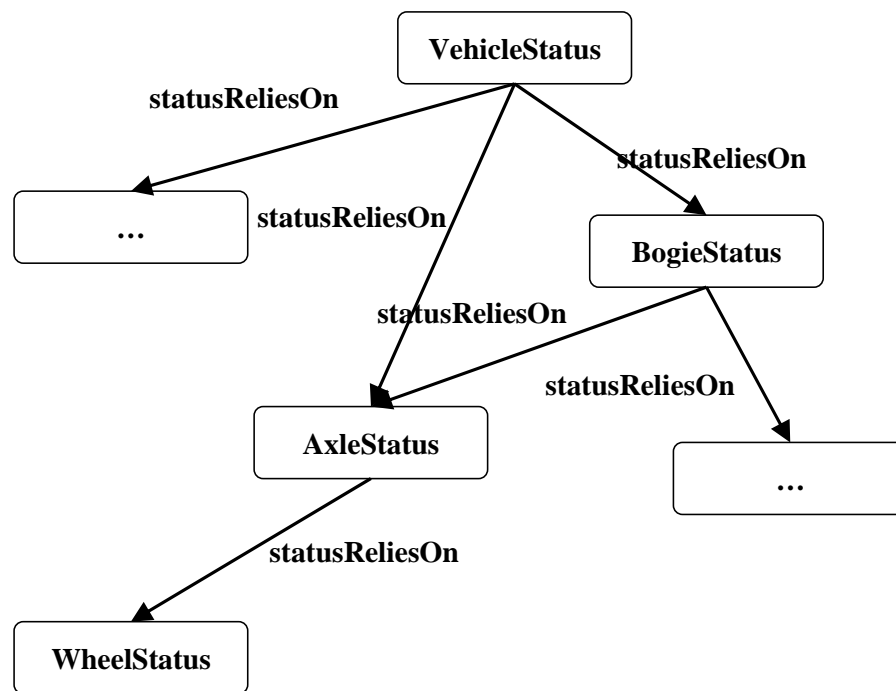 VehicleStatus
statusReliesOn
statusReliesOn
...
statusReliesOn
BogieStatus
statusReliesOn
statusReliesOn
AxleStatus
...
statusReliesOn
WheelStatus